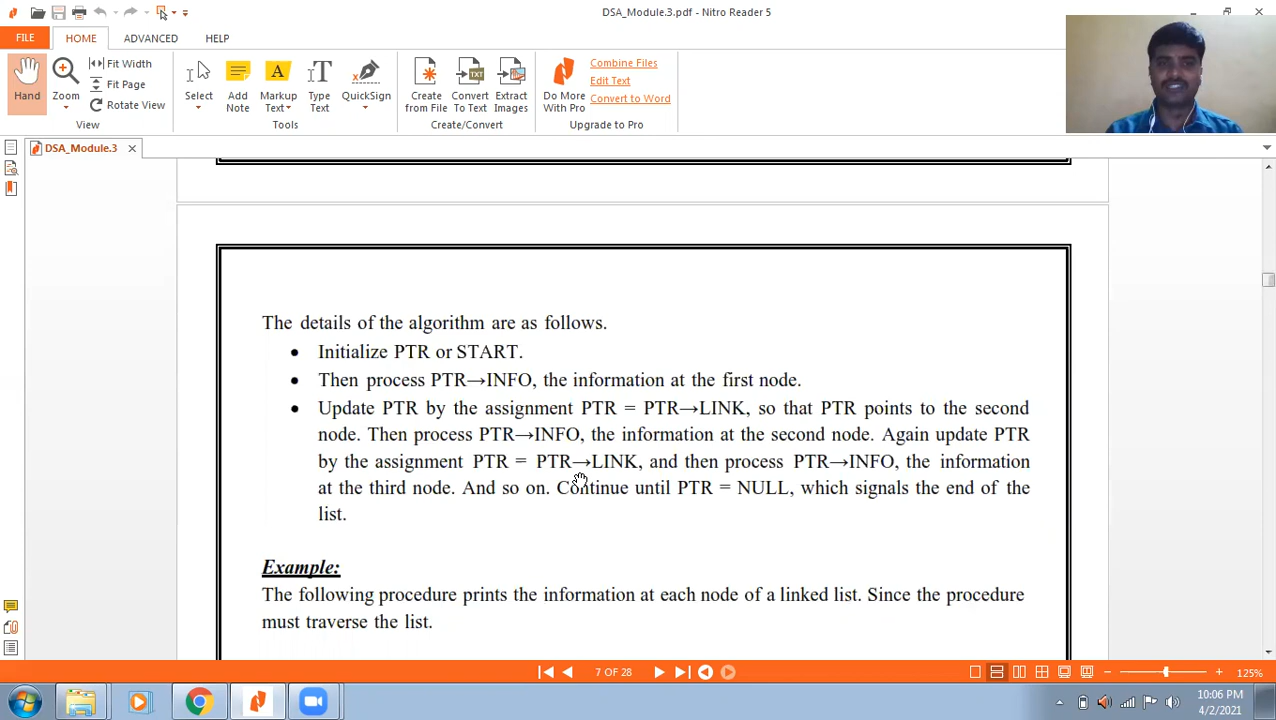 DSA_Module.3.pdf - Nitro Reader 5
FILE HOME ADVANCED HELP
Hand
Zoom
Fit Width
Fit Page
Rotate View
View
Select
Add Note
Markup Text
Type Text
QuickSign
Tools
Create from File
Convert To Text
Extract Images
Create/Convert
Do More With Pro
Combine Files
Edit Text
Convert to Word
Upgrade to Pro
DSA_Module.3
The details of the algorithm are as follows.
• Initialize PTR or START.
• Then process PTR→INFO, the information at the first node.
• Update PTR by the assignment PTR = PTR→LINK, so that PTR points to the second
node. Then process PTR→INFO, the information at the second node. Again update PTR
by the assignment PTR = PTR→LINK, and then process PTR→INFO, the information
at the third node. And so on. Continue until PTR = NULL, which signals the end of the
list.
Example:
The following procedure prints the information at each node of a linked list. Since the procedure
must traverse the list.
7 OF 28
125%
10:06 PM
4/2/2021